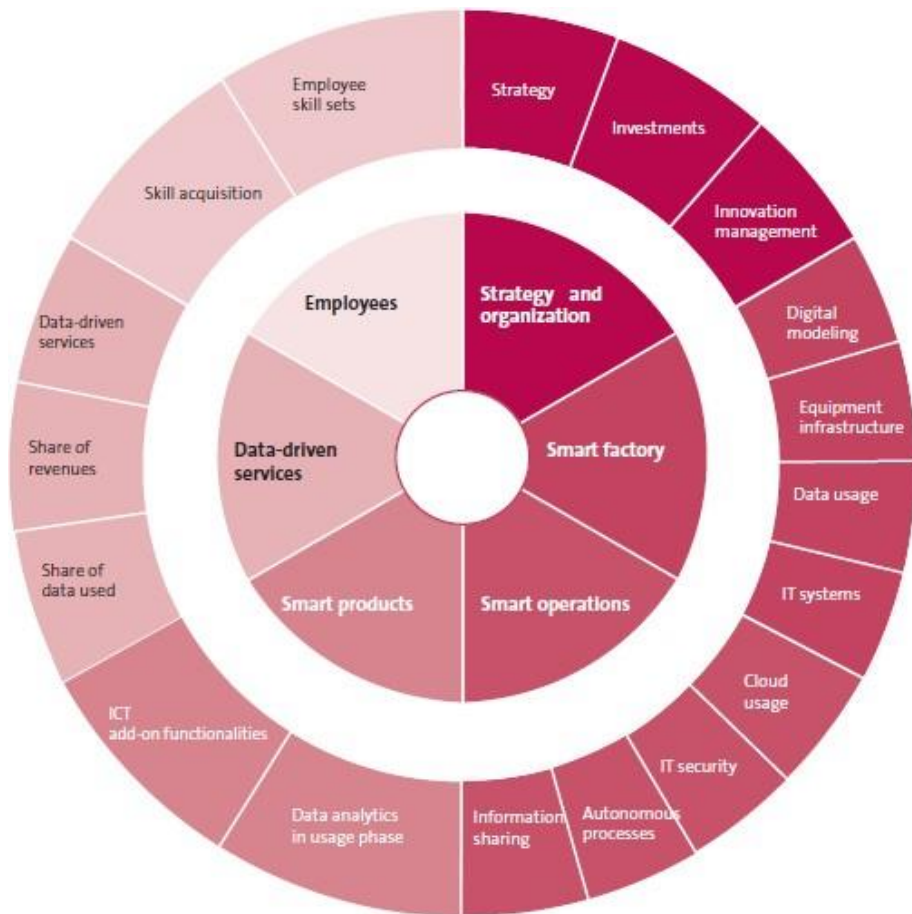 Employee
skill sets
Strategy
Investments
Skill acquisition
Innovation
management
Employees
Strategy and
organization
Data-driven
services
Digital
modeling
Equipment
infrastructure
Share of
revenues
Data-driven
services
Smart factory
Data usage
Share of
data used
Smart products
Smart operations
IT systems
Cloud
usage
ICT
add-on functionalities
IT security
Data analytics
in usage phase
Information
sharing
Autonomous
processes